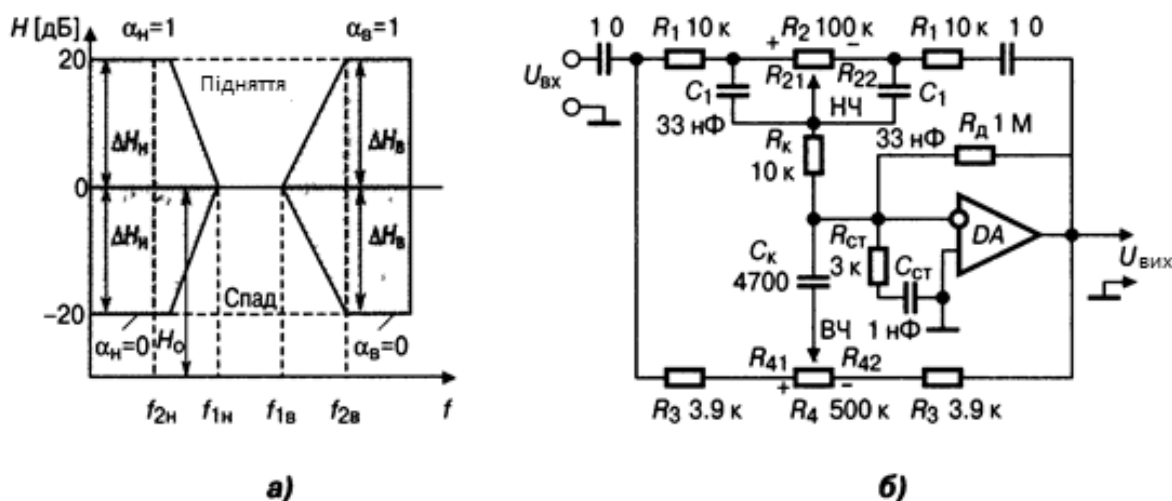 H [дБ]
αн=1
αв=1
20
Підняття
ΔHн
ΔHв
0
ΔHн
ΔHв
Спад
−20
αн=0
Hо
αв=0
f2н
f1н
f1в
f2в
f
а)
1 0
R1 10 к
+
R2 100 к
−
R1 10 к
1 0
Uвх
C1
R21
R22
C1
НЧ
33 нФ
33 нФ
Rд 1 М
Rк
10 к
DA
Cк
4700
Rст
3 к
Cст
Uвих
ВЧ
1 нФ
R41
R42
+
−
R3 3.9 к
R4 500 к
R3 3.9 к
б)